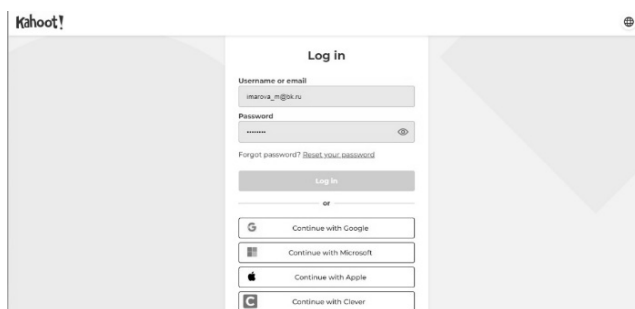 Kahoot!
Log in
Username or email
imarova_m@bk.ru
Password
••••••••
Forgot password? Reset your password
Log in
or
Continue with Google
Continue with Microsoft
Continue with Apple
Continue with Clever